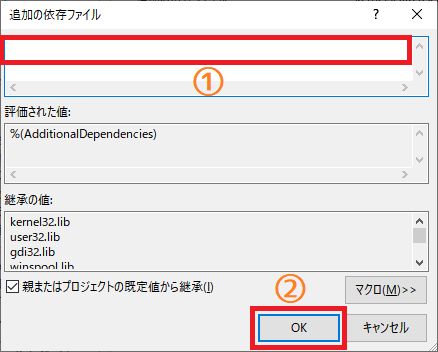 追加の依存ファイル ? ×
①
評価された値:
%(AdditionalDependencies)
継承の値:
kernel32.lib
user32.lib
gdi32.lib
winspool.lib
②
親またはプロジェクトの既定値から継承(I)
マクロ(M)>>
OK
キャンセル